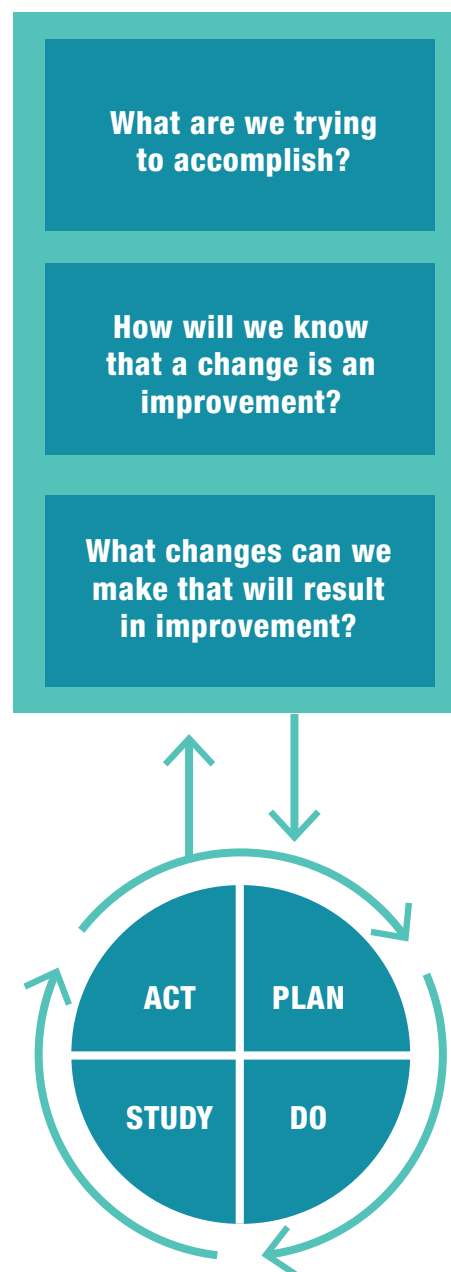 What are we trying
to accomplish?
How will we know
that a change is an
improvement?
What changes can we
make that will result
in improvement?
ACT
PLAN
STUDY
DO